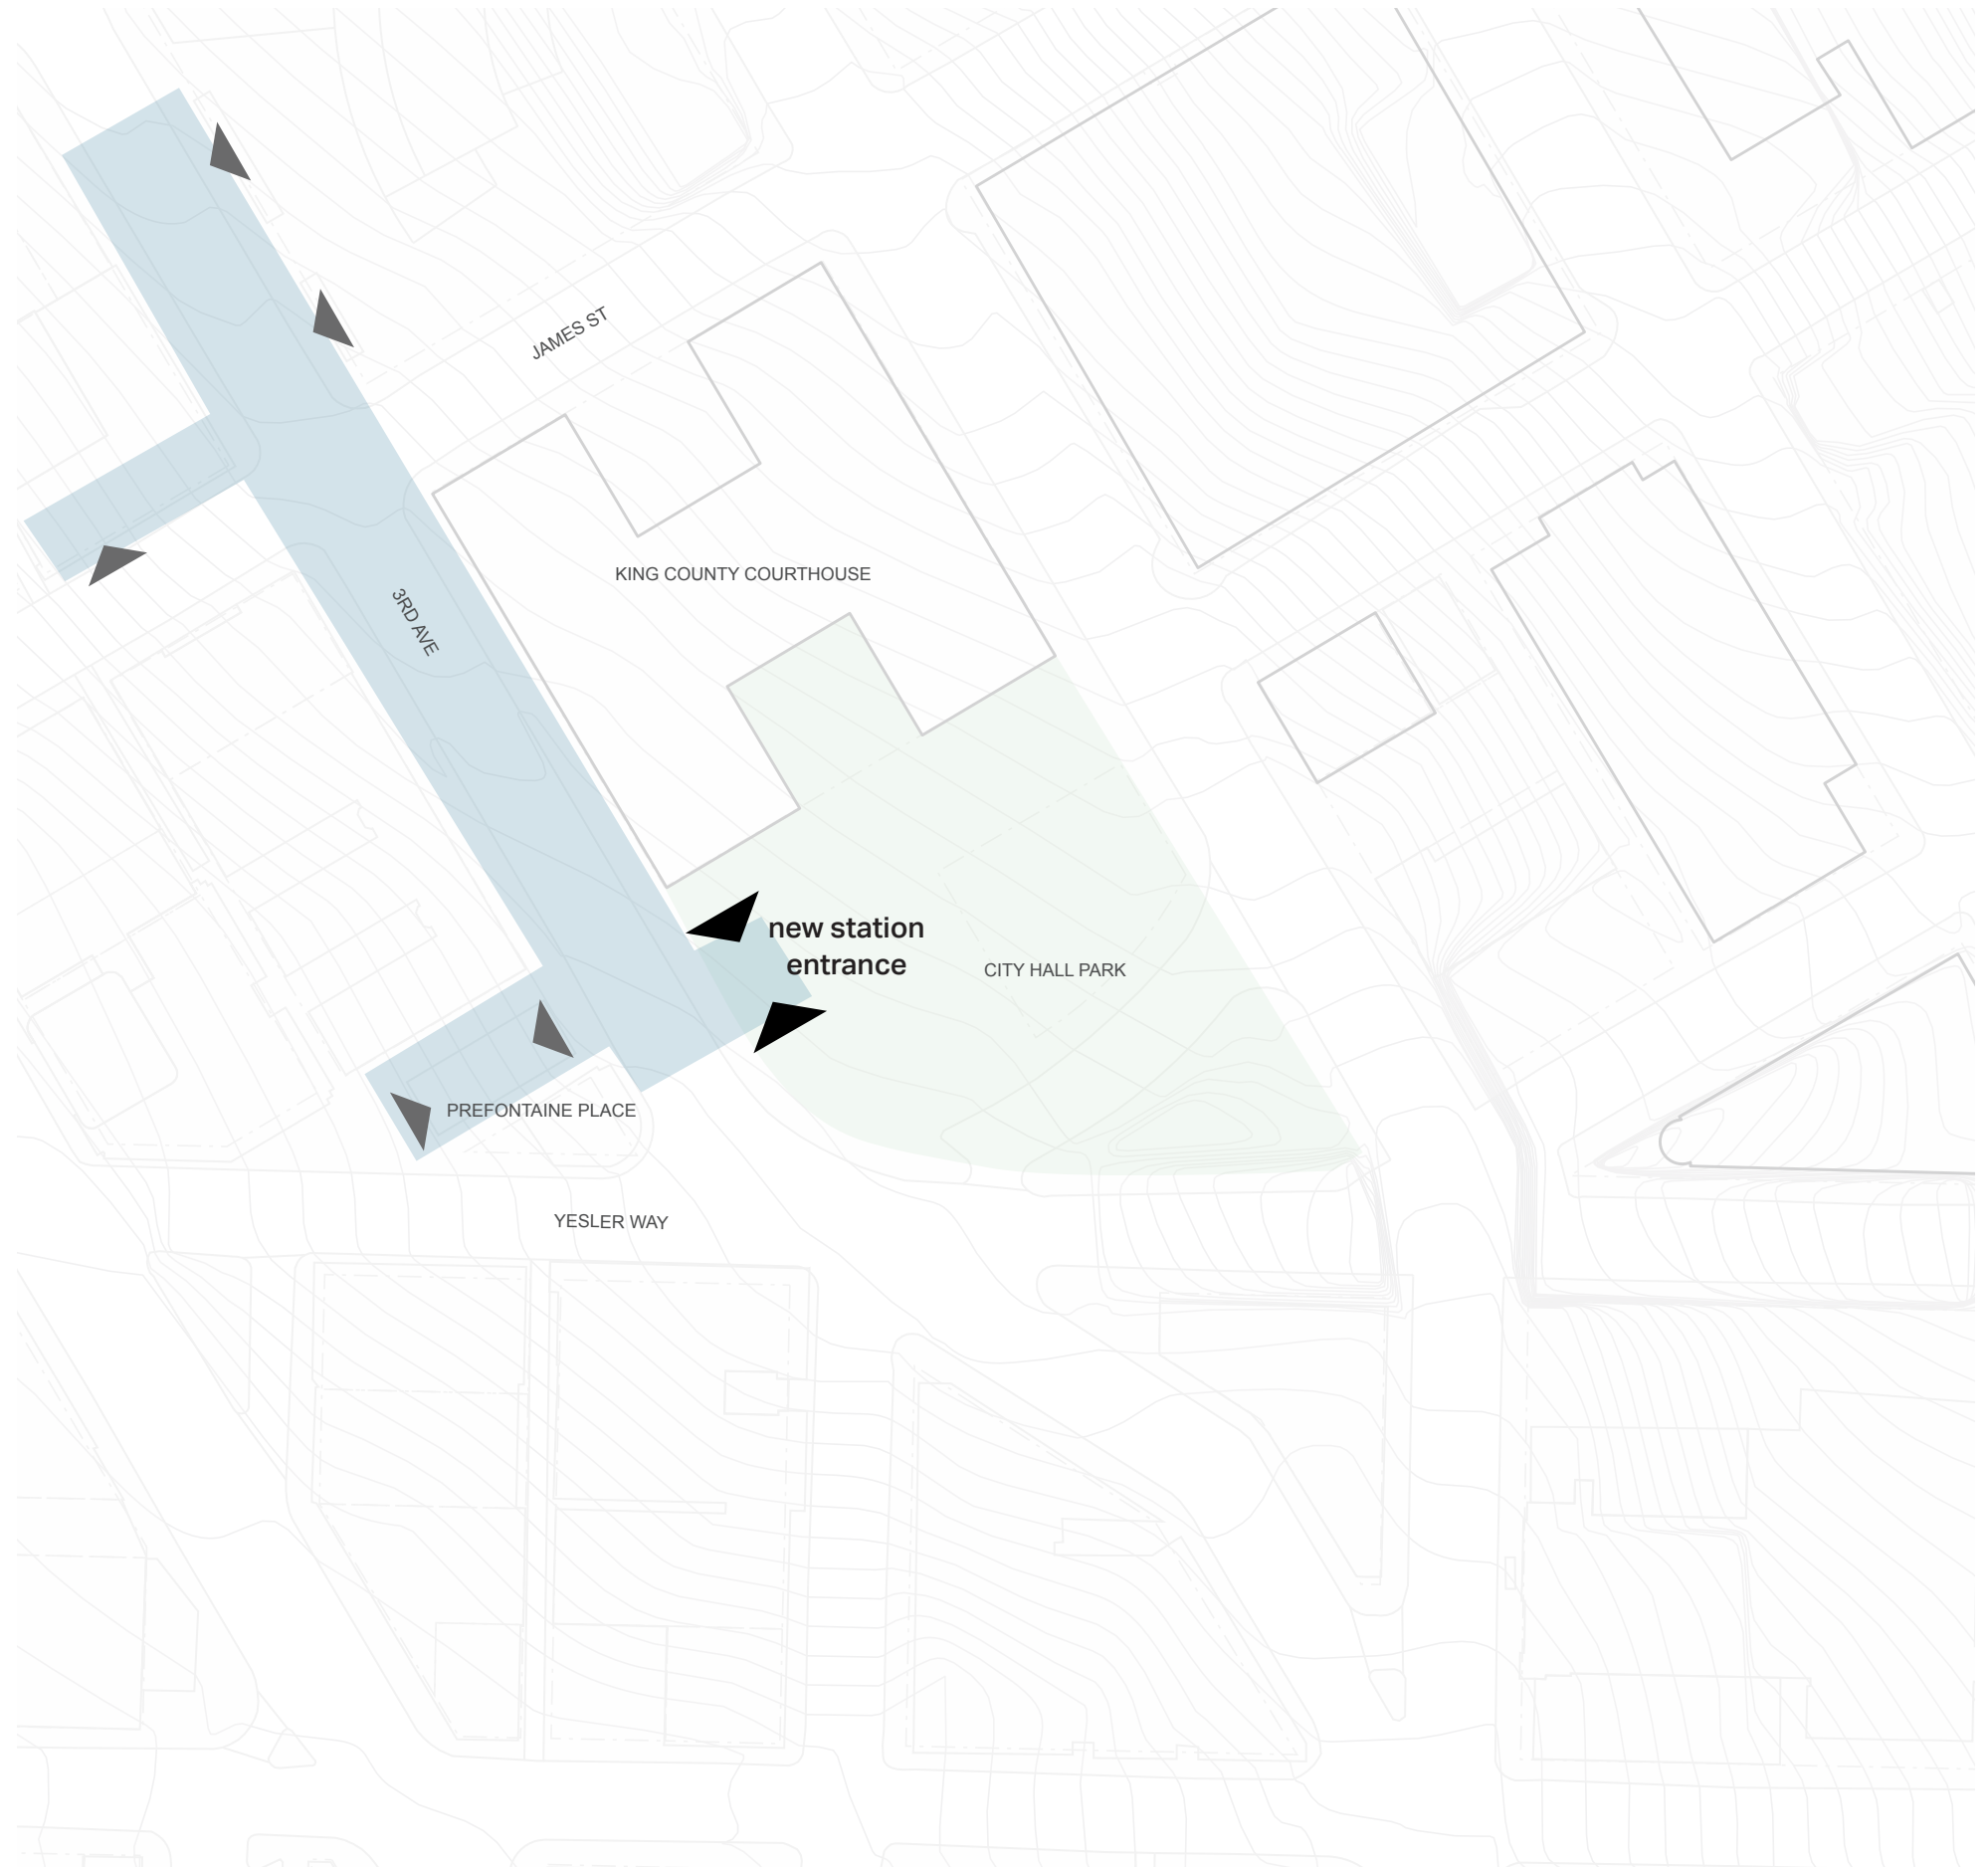 JAMES ST
KING COUNTY COURTHOUSE
3RD AVE
new station
entrance
CITY HALL PARK
PREFONTAINE PLACE
YESLER WAY